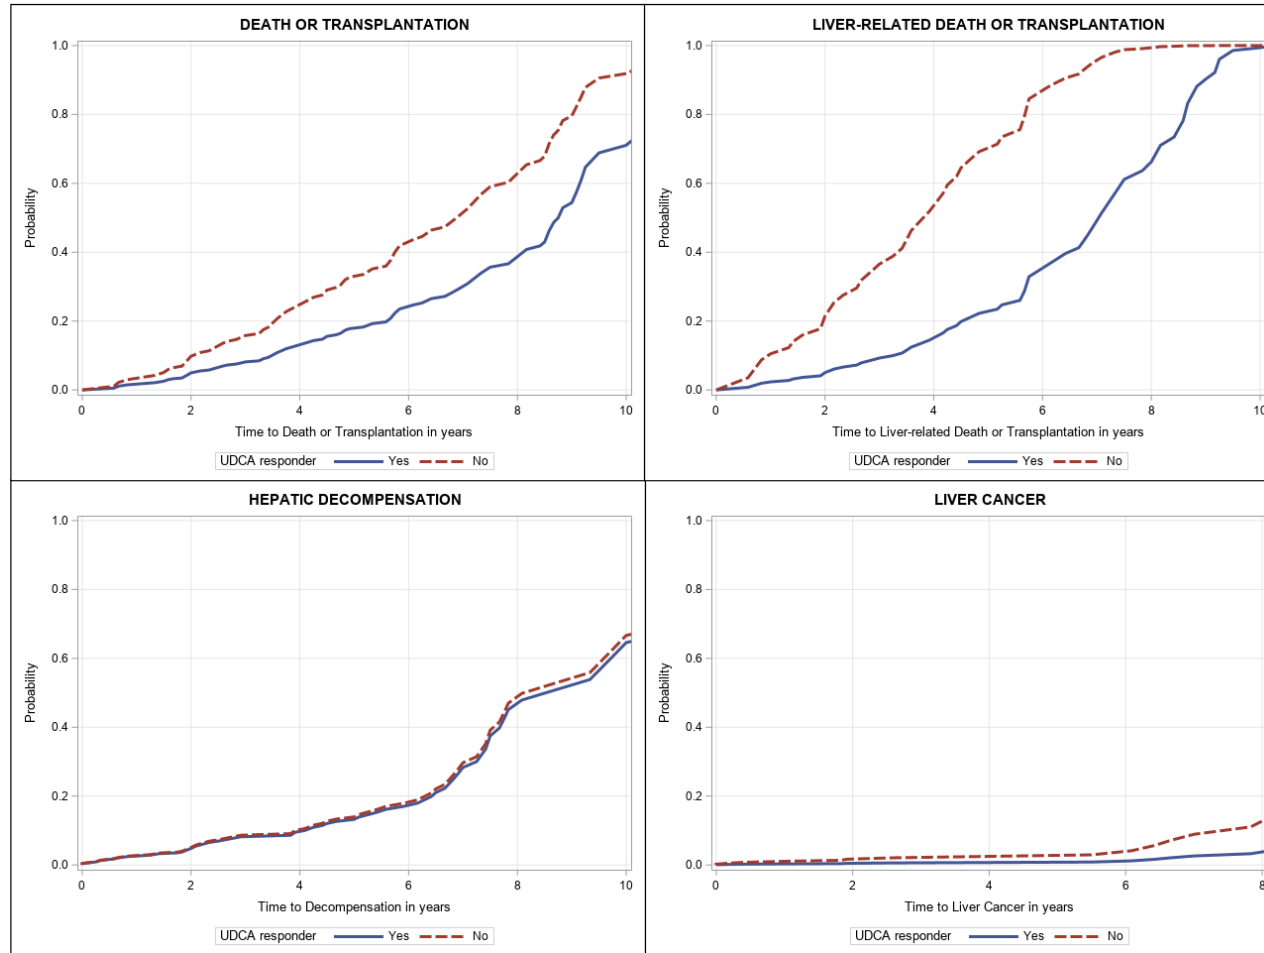 DEATH OR TRANSPLANTATION
1.0
0.8
0.6
0.4
0.2
0.0
Probability
0 2 4 6 8 10
Time to Death or Transplantation in years
UDCA responder Yes No
LIVER-RELATED DEATH OR TRANSPLANTATION
1.0
0.8
0.6
0.4
0.2
0.0
Probability
0 2 4 6 8 10
Time to Liver-related Death or Transplantation in years
UDCA responder Yes No
HEPATIC DECOMPENSATION
1.0
0.8
0.6
0.4
0.2
0.0
Probability
0 2 4 6 8 10
Time to Decompensation in years
UDCA responder Yes No
LIVER CANCER
1.0
0.8
0.6
0.4
0.2
0.0
Probability
0 2 4 6 8
Time to Liver Cancer in years
UDCA responder Yes No